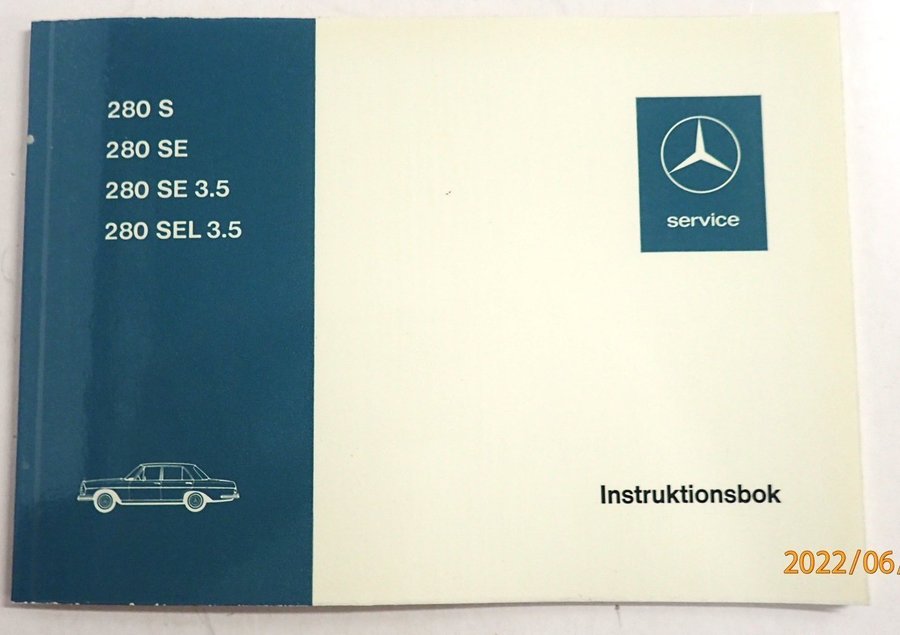 280 S
280 SE
280 SE 3.5
280 SEL 3.5
service
Instruktionsbok
2022/06